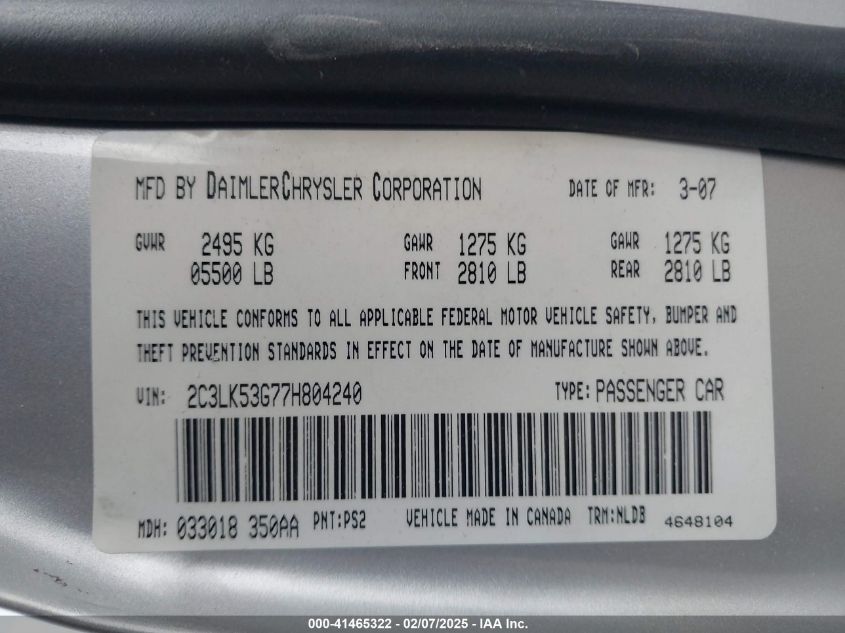 MFD BY DAIMLERCHRYSLER CORPORATION DATE OF MFR: 3-07
GVWR 2495 KG GAWR 1275 KG GAWR 1275 KG
05500 LB FRONT 2810 LB REAR 2810 LB
THIS VEHICLE CONFORMS TO ALL APPLICABLE FEDERAL MOTOR VEHICLE SAFETY, BUMPER AND
THEFT PREVENTION STANDARDS IN EFFECT ON THE DATE OF MANUFACTURE SHOWN ABOVE.
VIN: 2C3LK53G77H804240 TYPE: PASSENGER CAR
MDH: 033018 350AA PNT:PS2 VEHICLE MADE IN CANADA TRM:NLDB 4648104
000-41465322 - 02/07/2025 - IAA Inc.